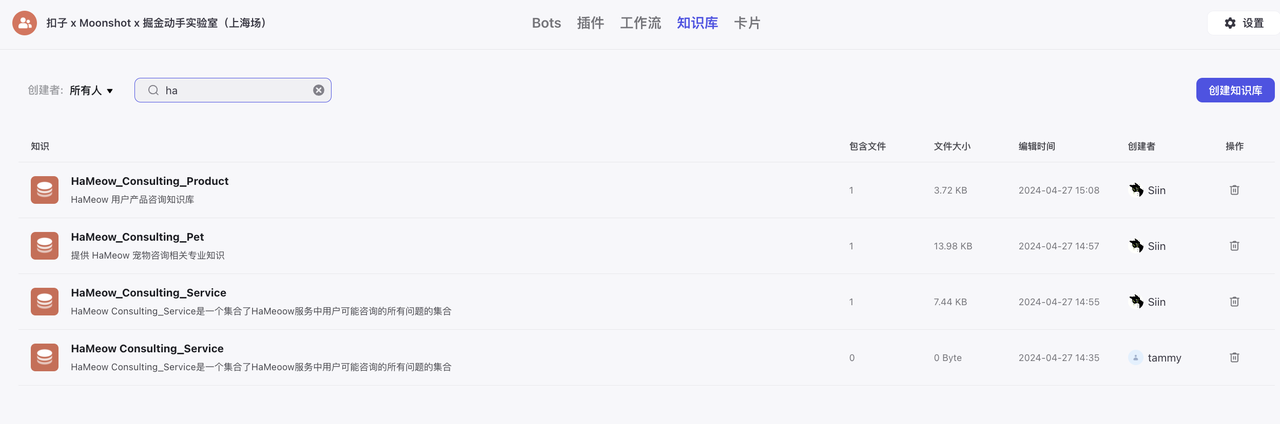 扣子 x Moonshot x 掘金动手实验室（上海场）
Bots 插件 工作流 知识库 卡片
设置
创建者: 所有人
ha
创建知识库
知识 包含文件 文件大小 编辑时间 创建者 操作
HaMeow_Consulting_Product
HaMeow 用户产品咨询知识库
1 3.72 KB 2024-04-27 15:08 Siin
HaMeow_Consulting_Pet
提供 HaMeow 宠物咨询相关专业知识
1 13.98 KB 2024-04-27 14:57 Siin
HaMeow_Consulting_Service
HaMeow Consulting_Service是一个集合了HaMeoow服务中用户可能咨询的所有问题的集合
1 7.44 KB 2024-04-27 14:55 Siin
HaMeow Consulting_Service
HaMeow Consulting_Service是一个集合了HaMeoow服务中用户可能咨询的所有问题的集合
0 0 Byte 2024-04-27 14:35 tammy